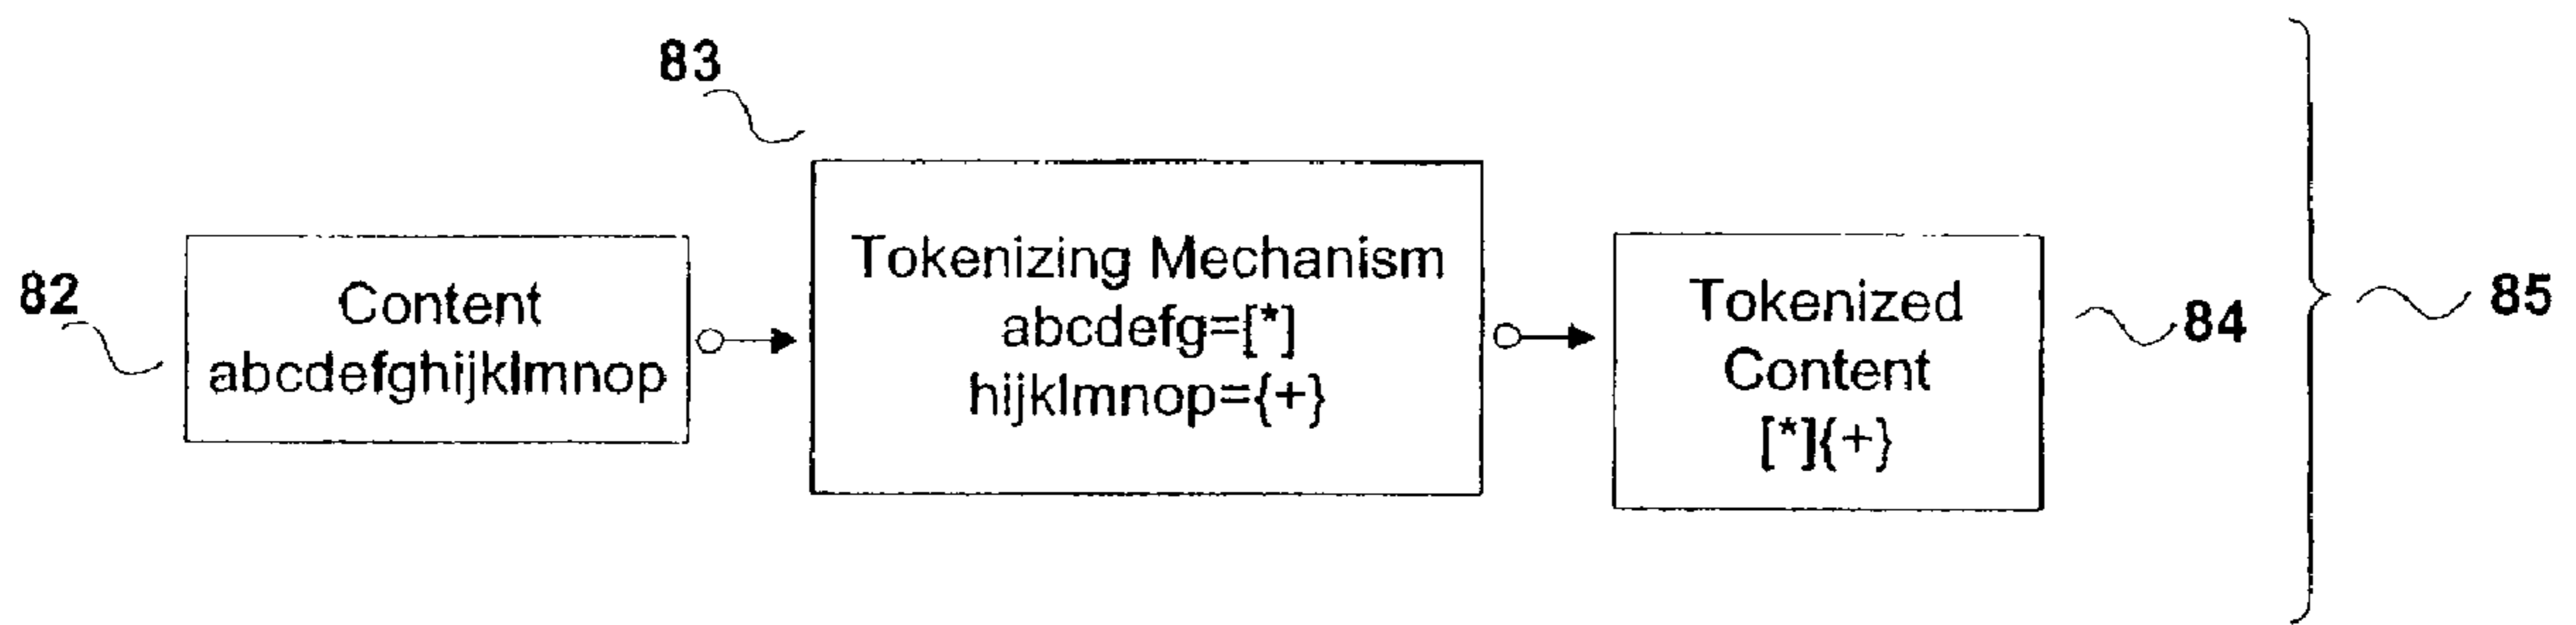 83
82
Content
abcdefghijklmnop
Tokenizing Mechanism
abcdefg=[*]
hijklmnop={+}
Tokenized
Content
[*]{+}
84
85